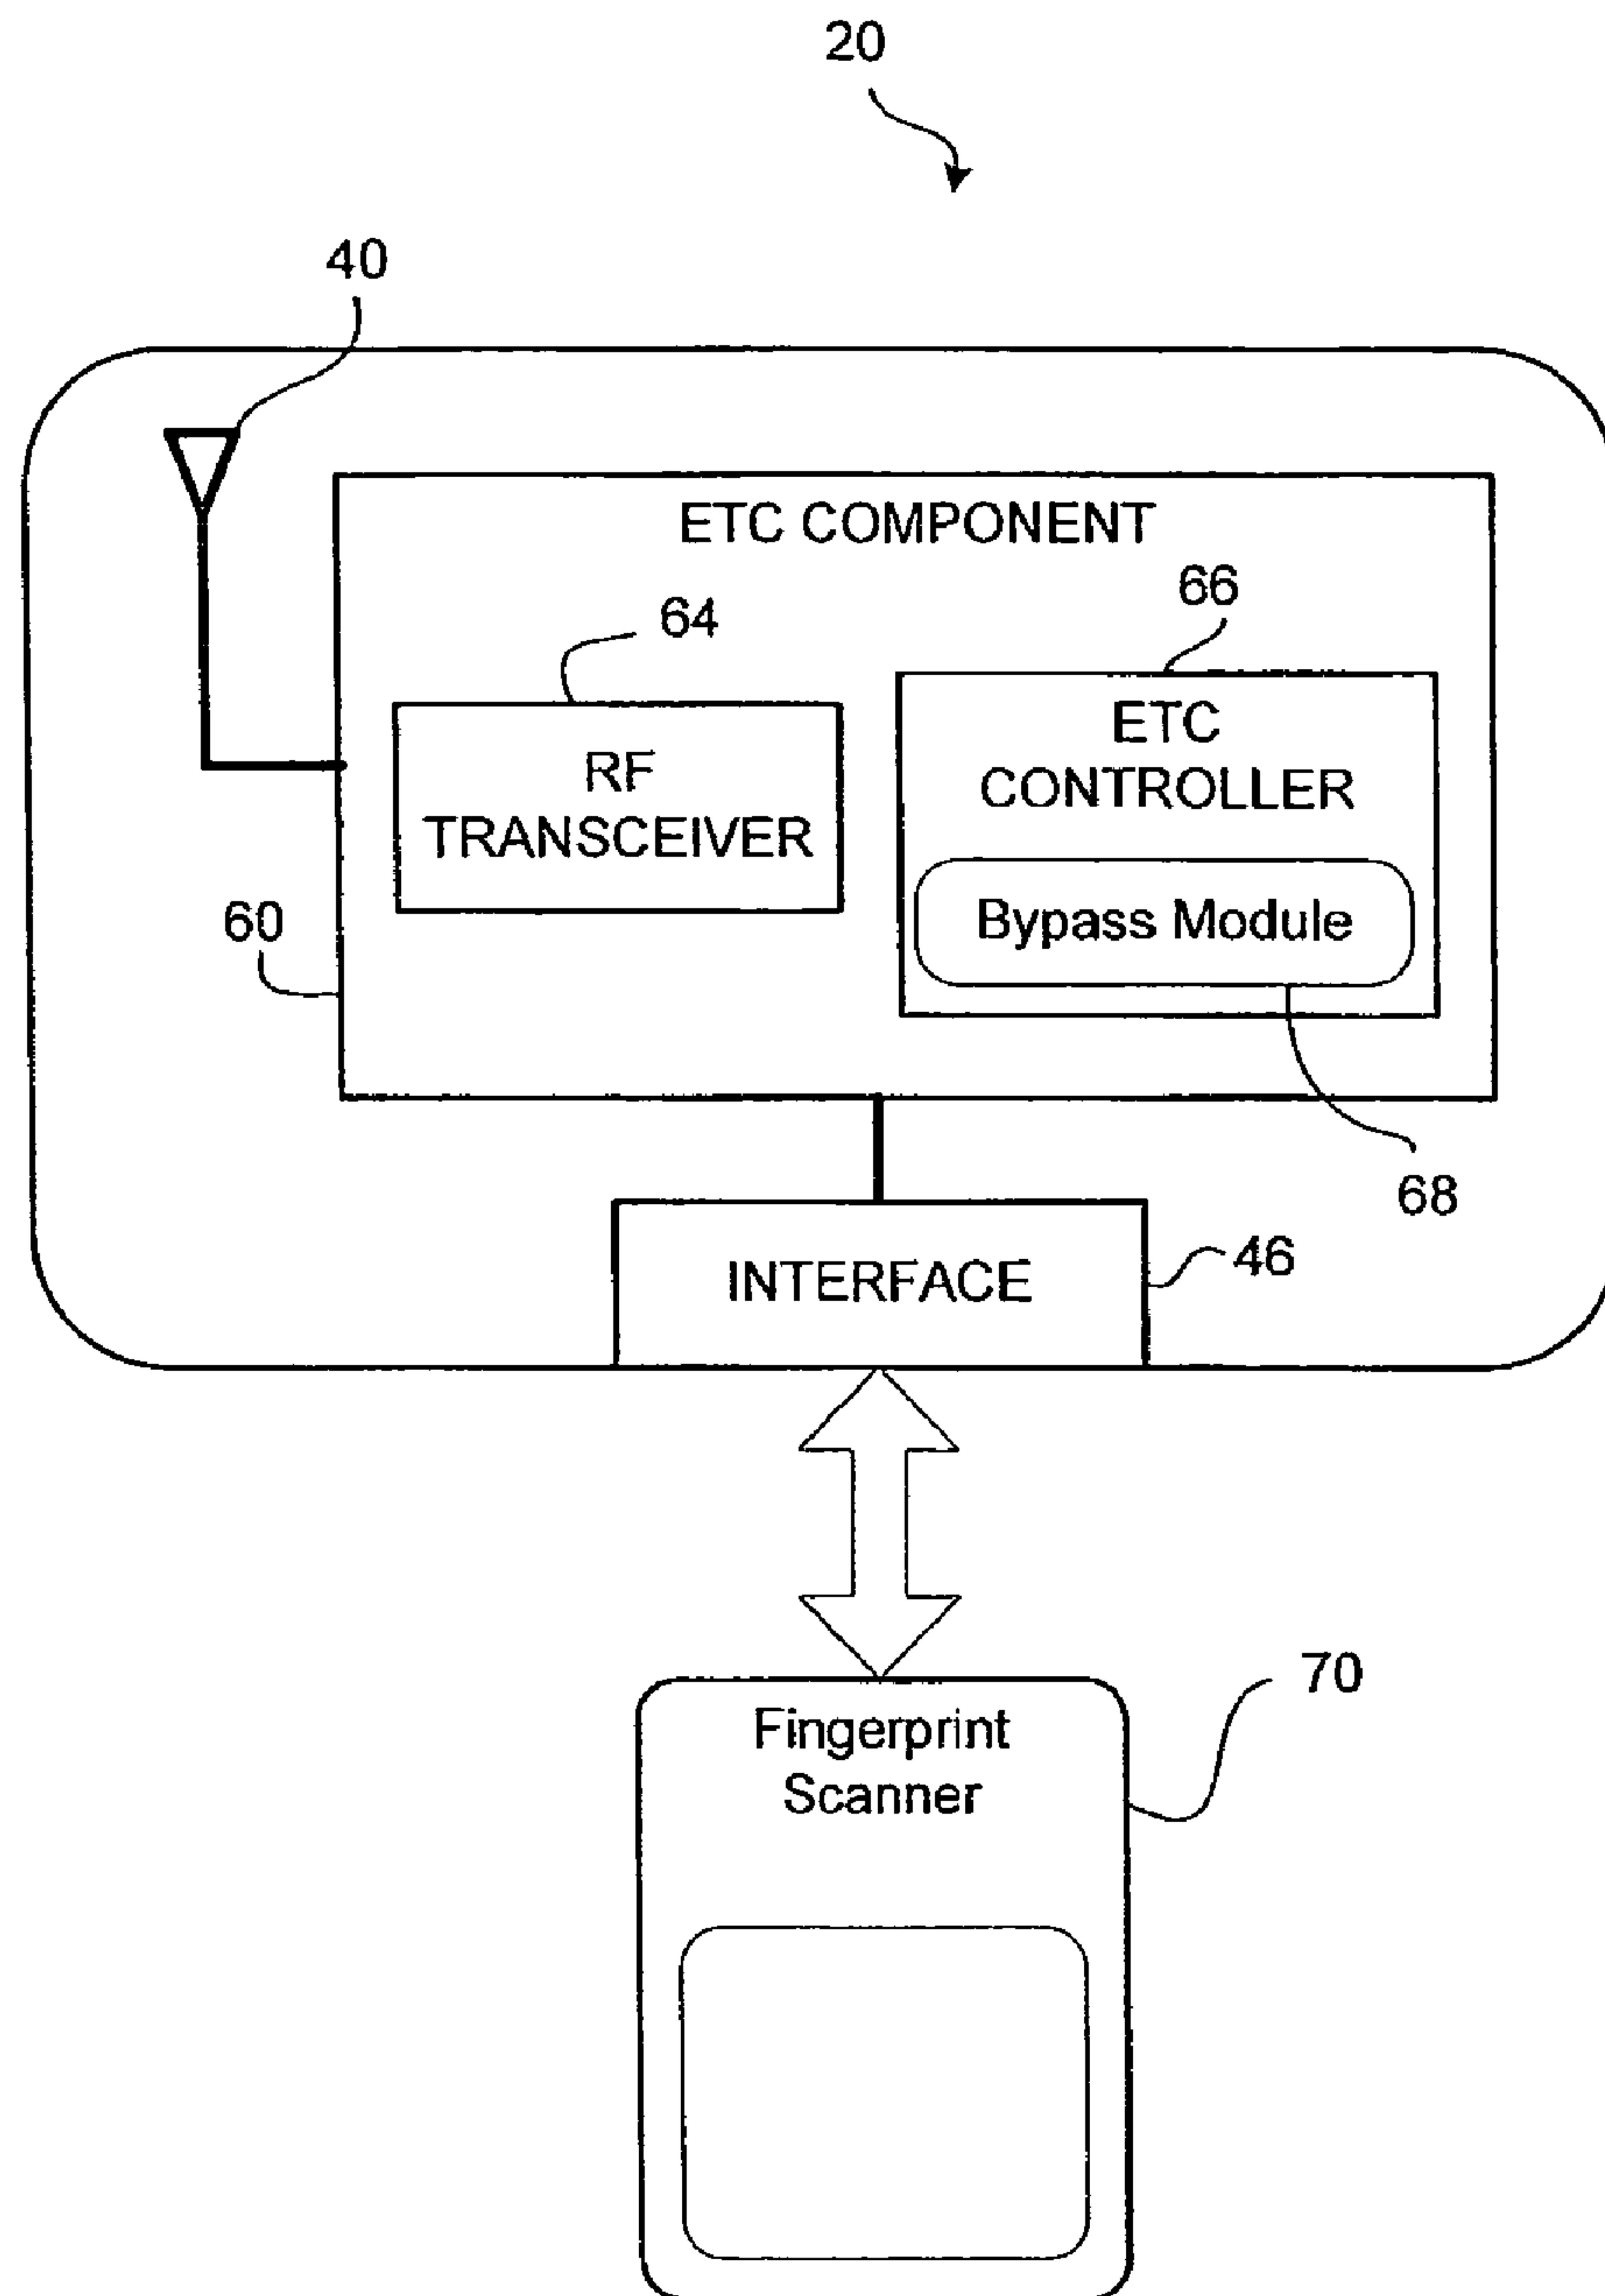 20
40
ETC COMPONENT
66
64
ETC
CONTROLLER
RF
TRANSCEIVER
60
Bypass Module
68
46
INTERFACE
70
Fingerprint
Scanner